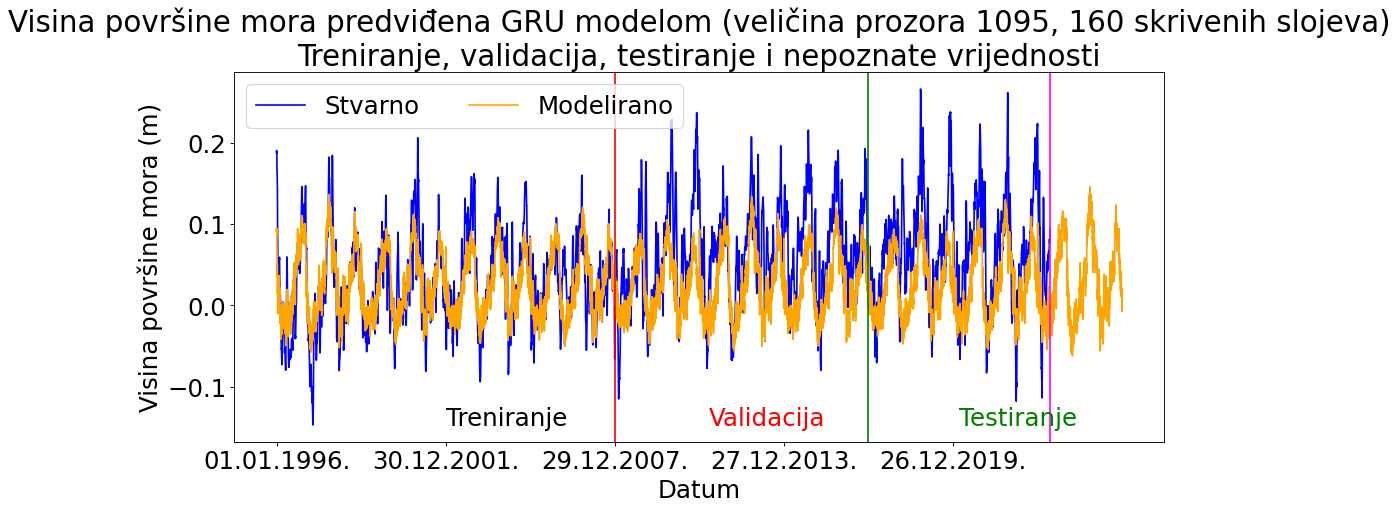 Visina površine mora predviđena GRU modelom (veličina prozora 1095, 160 skrivenih slojeva)
Treniranje, validacija, testiranje i nepoznate vrijednosti
Stvarno
Modelirano
Visina površine mora (m)
0.2
0.1
0.0
−0.1
Treniranje
Validacija
Testiranje
01.01.1996.
30.12.2001.
29.12.2007.
27.12.2013.
26.12.2019.
Datum